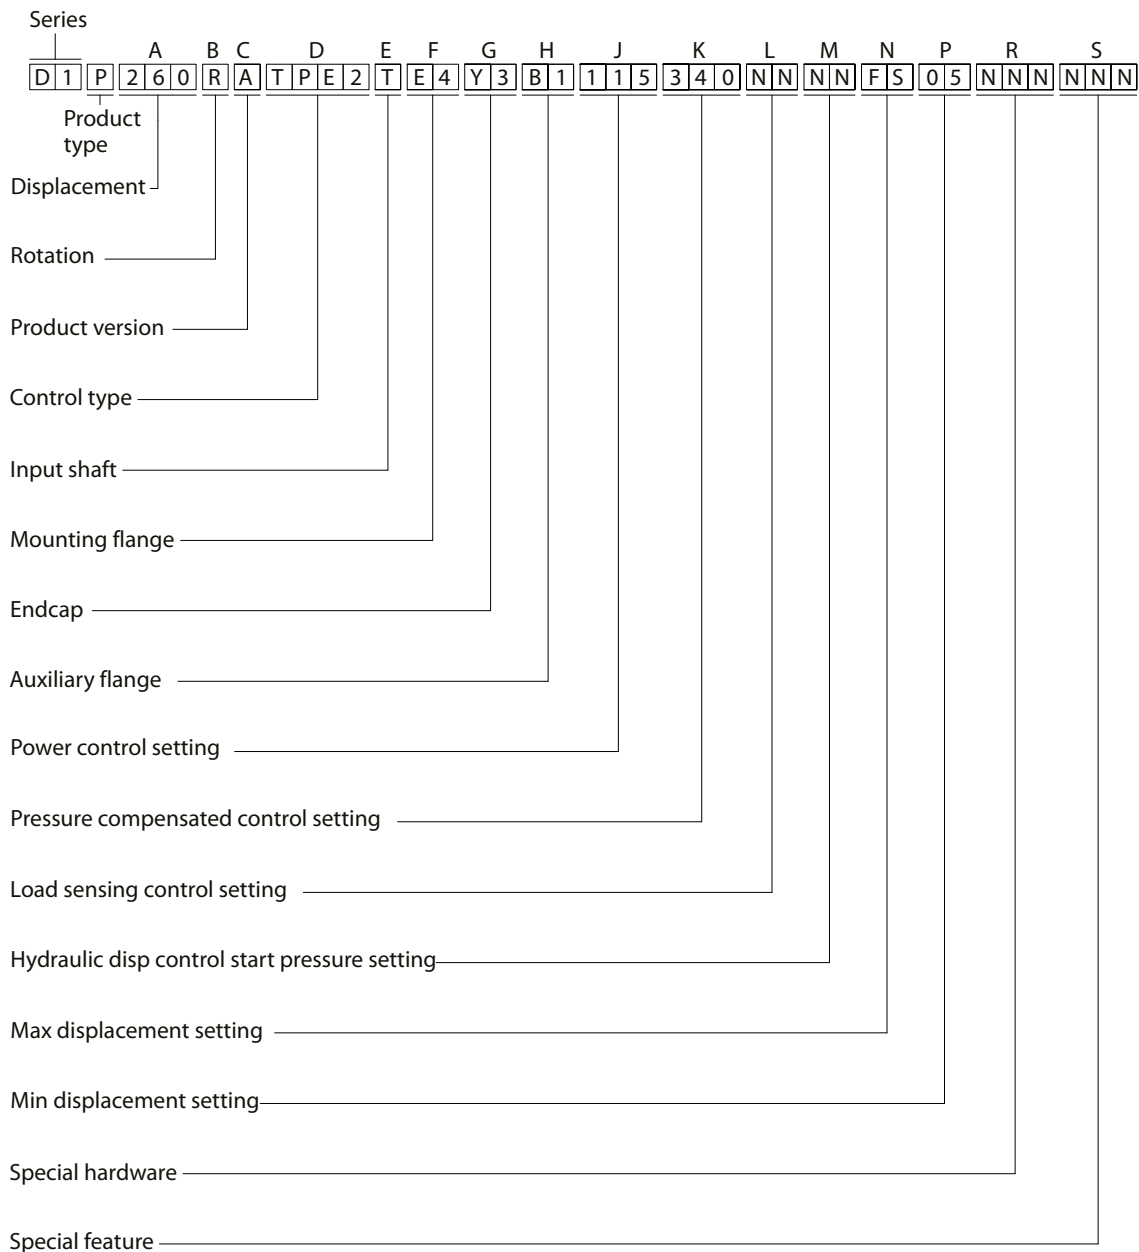 Series
A B C D E F G H J K L M N P R S
D 1 P 2 6 0 R A T P E 2 T E 4 Y 3 B 1 1 1 5 3 4 0 N N N N F S 0 5 N N N N N N
Product
type
Displacement
Rotation
Product version
Control type
Input shaft
Mounting flange
Endcap
Auxiliary flange
Power control setting
Pressure compensated control setting
Load sensing control setting
Hydraulic disp control start pressure setting
Max displacement setting
Min displacement setting
Special hardware
Special feature